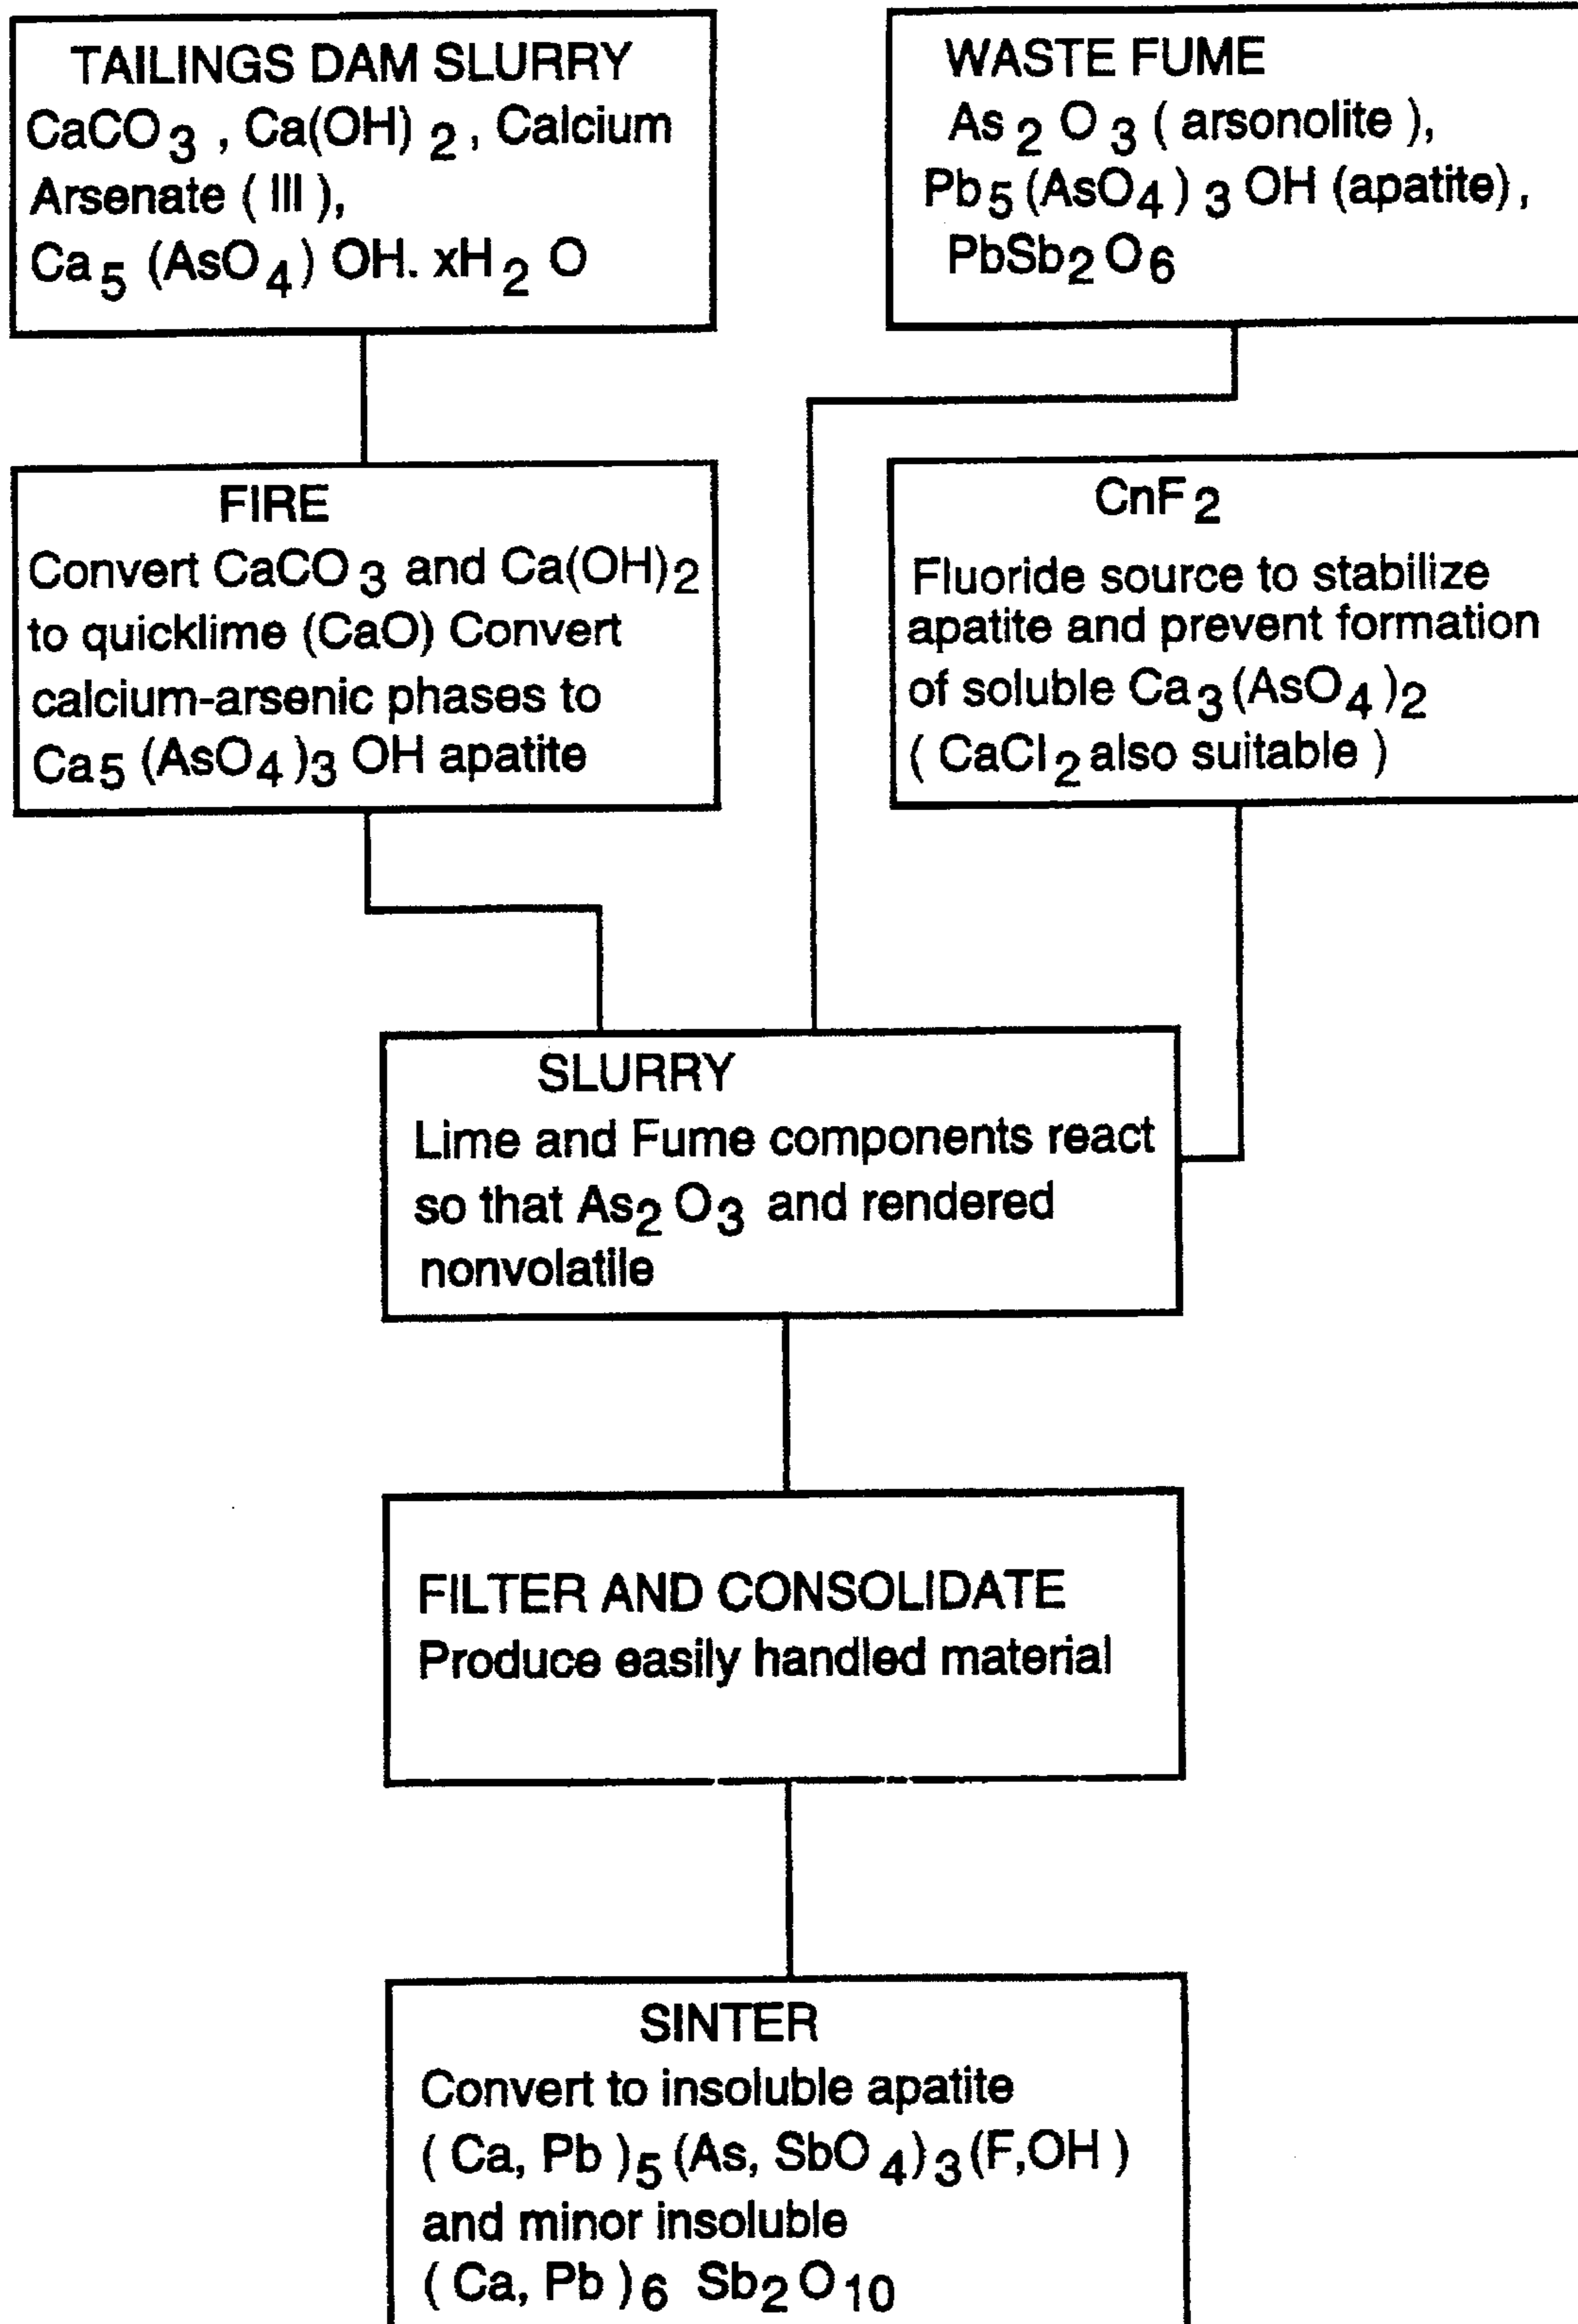 TAILINGS DAM SLURRY
CaCO3 , Ca(OH) 2 , Calcium
Arsenate ( III ),
Ca5 (AsO4) OH. xH2 O
WASTE FUME
As 2 O 3 ( arsonolite ),
Pb5 (AsO4) 3 OH (apatite),
PbSb2O6
FIRE
Convert CaCO3 and Ca(OH)2
to quicklime (CaO) Convert
calcium-arsenic phases to
Ca5 (AsO4)3 OH apatite
CnF2
Fluoride source to stabilize
apatite and prevent formation
of soluble Ca3(AsO4)2
( CaCl2 also suitable )
SLURRY
Lime and Fume components react
so that As2 O3 and rendered
nonvolatile
FILTER AND CONSOLIDATE
Produce easily handled material
SINTER
Convert to insoluble apatite
( Ca, Pb )5 (As, SbO4)3 (F,OH )
and minor insoluble
( Ca, Pb )6 Sb2O10